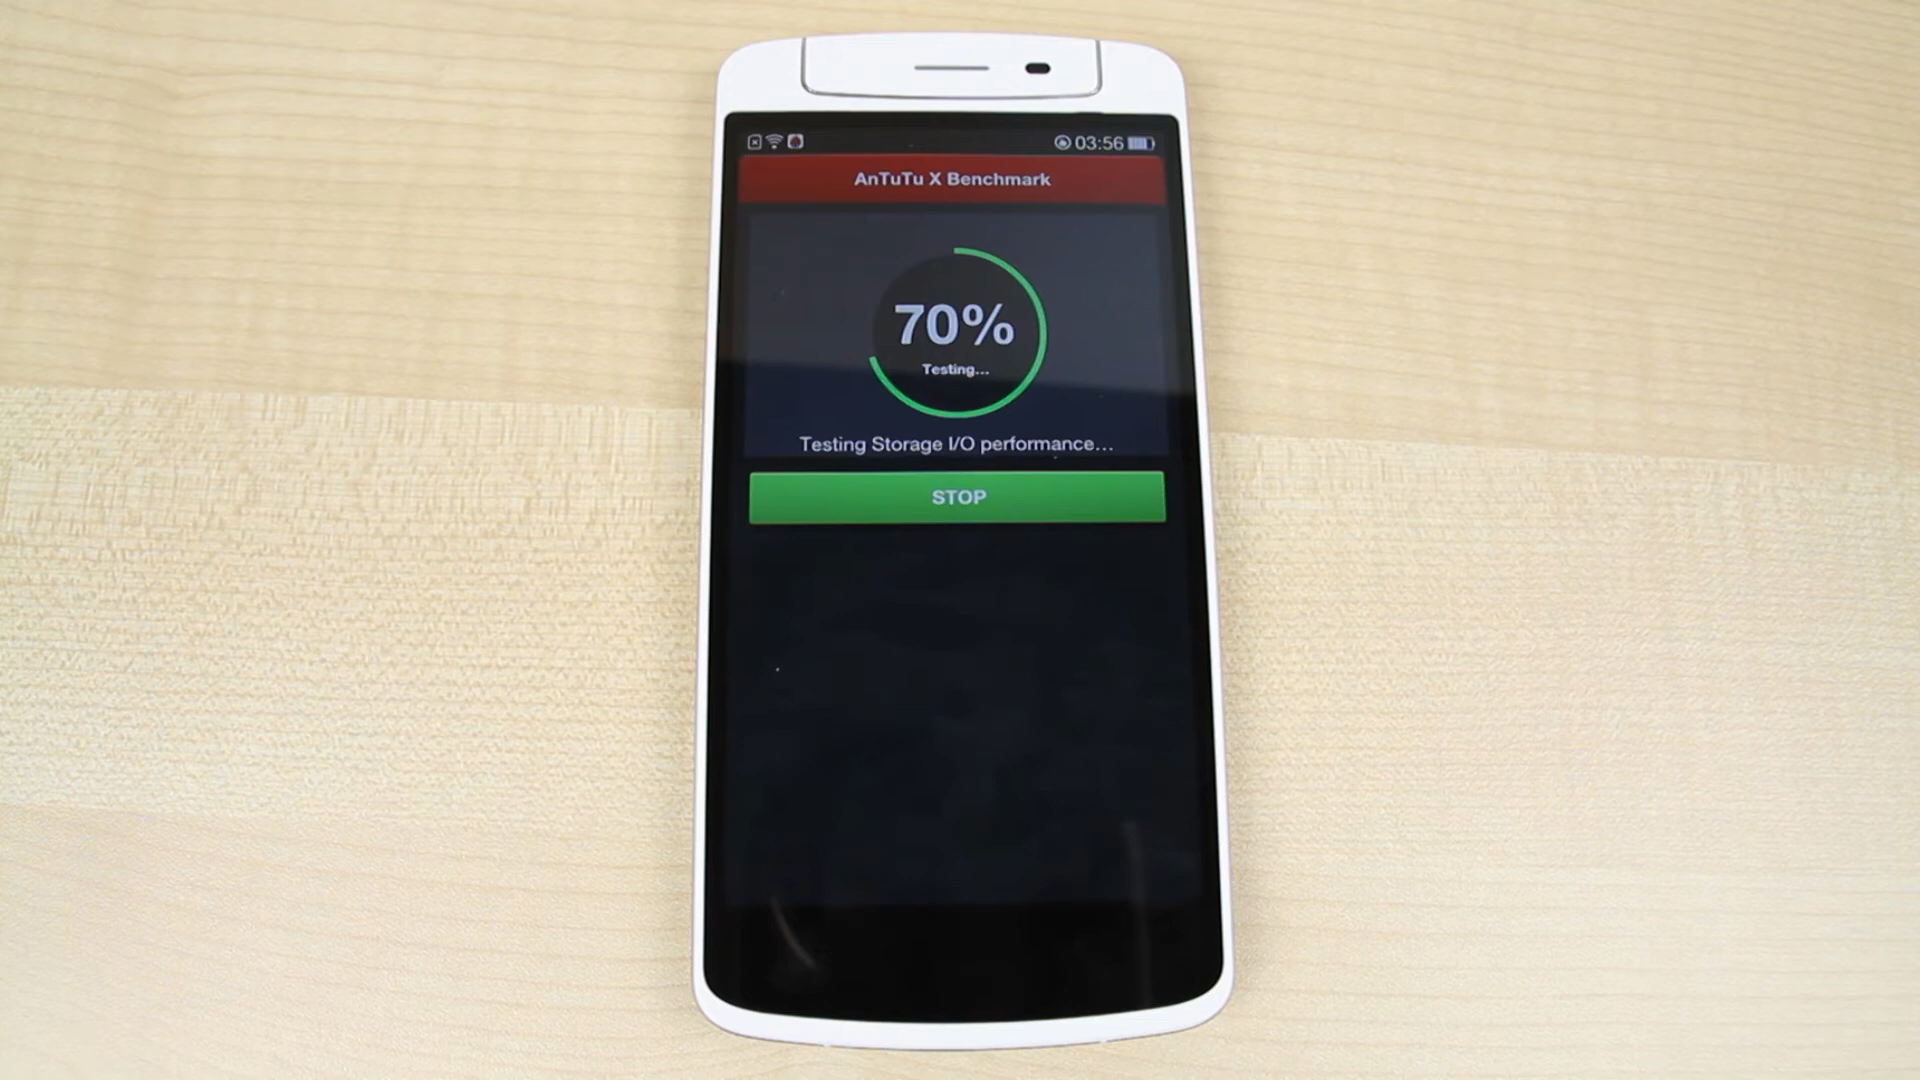 03:56
AnTuTu X Benchmark
70%
Testing...
Testing Storage I/O performance...
STOP